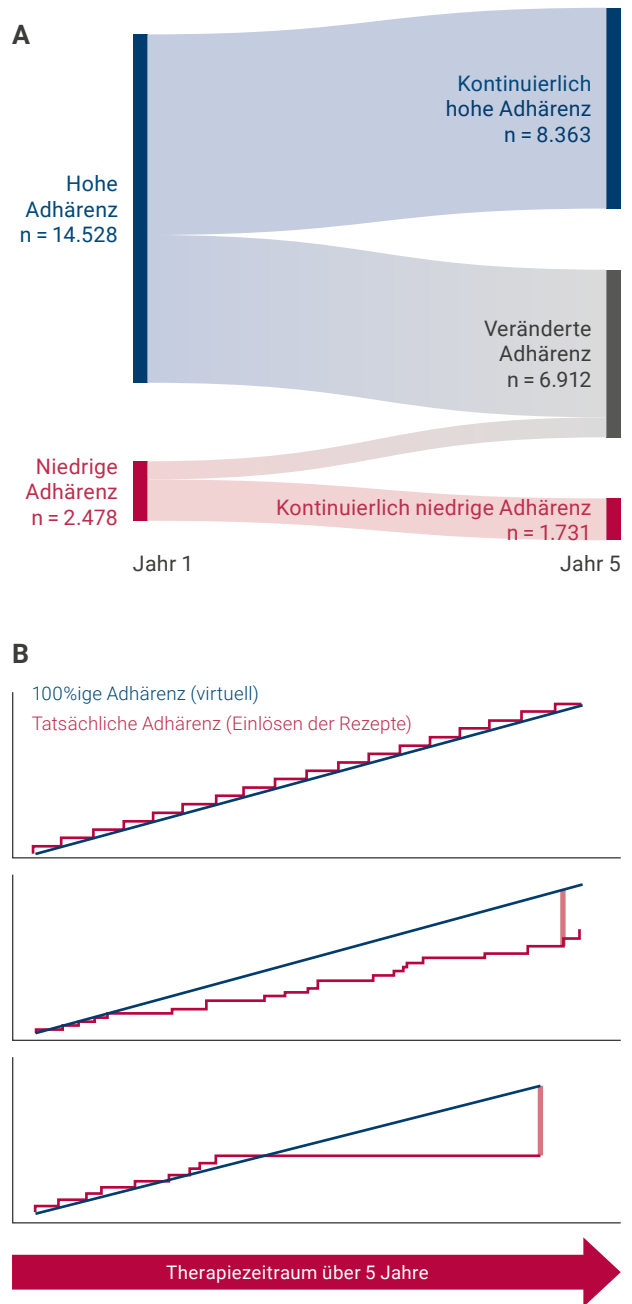 A
Kontinuierlich
hohe Adhärenz
n = 8.363
Hohe
Adhärenz
n = 14.528
Veränderte
Adhärenz
n = 6.912
Niedrige
Adhärenz
n = 2.478
Kontinuierlich niedrige Adhärenz
n = 1.731
Jahr 1
Jahr 5
B
100%ige Adhärenz (virtuell)
Tatsächliche Adhärenz (Einlösen der Rezepte)
Therapiezeitraum über 5 Jahre